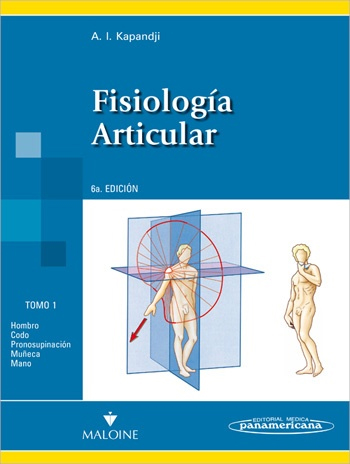 A. I. Kapandji
Fisiología
Articular
6a. EDICIÓN
TOMO 1
Hombro
Codo
Pronosupinación
Muñeca
Mano
MALOINE
EDITORIAL MEDICA
panamericana